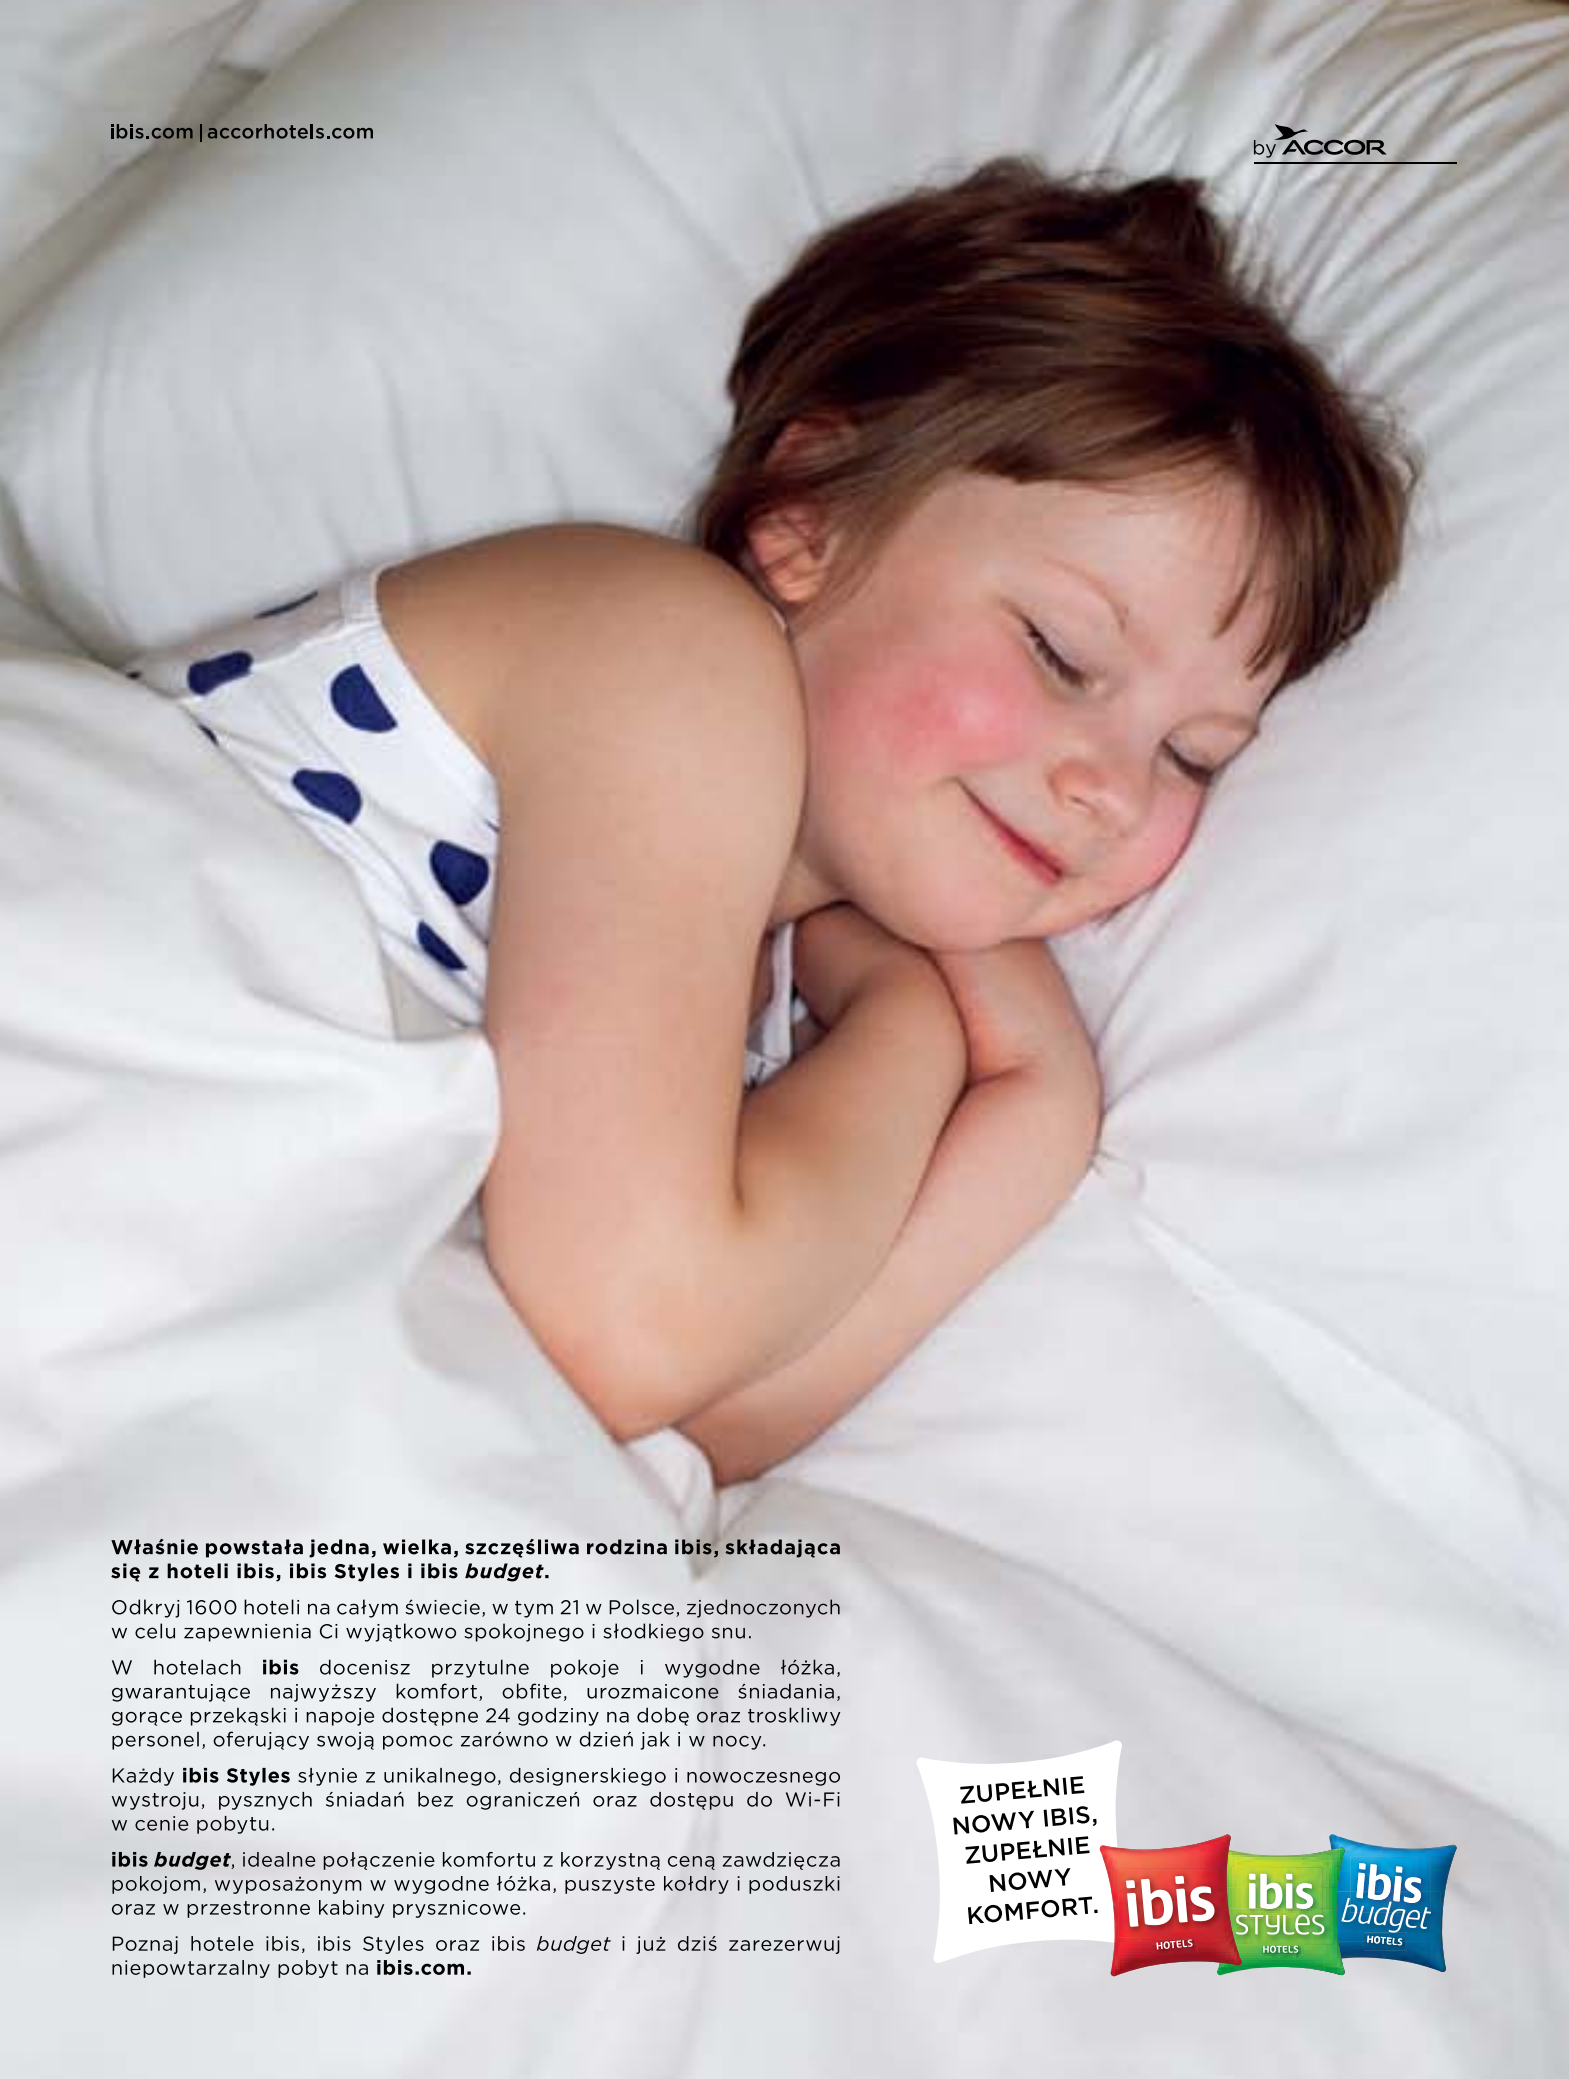 ibis.com | accorhotels.com
by ACCOR
Właśnie powstała jedna, wielka, szczęśliwa rodzina ibis, składająca
się z hoteli ibis, ibis Styles i ibis budget.
Odkryj 1600 hoteli na całym świecie, w tym 21 w Polsce, zjednoczonych
w celu zapewnienia Ci wyjątkowo spokojnego i słodkiego snu.
W hotelach ibis docenisz przytulne pokoje i wygodne łóżka,
gwarantujące najwyższy komfort, obfite, urozmaicone śniadania,
gorące przekąski i napoje dostępne 24 godziny na dobę oraz troskliwy
personel, oferujący swoją pomoc zarówno w dzień jak i w nocy.
Każdy ibis Styles słynie z unikalnego, designerskiego i nowoczesnego
wystroju, pysznych śniadań bez ograniczeń oraz dostępu do Wi-Fi
w cenie pobytu.
ibis budget, idealne połączenie komfortu z korzystną ceną zawdzięcza
pokojom, wyposażonym w wygodne łóżka, puszyste kołdry i poduszki
oraz w przestronne kabiny prysznicowe.
Poznaj hotele ibis, ibis Styles oraz ibis budget i już dziś zarezerwuj
niepowtarzalny pobyt na ibis.com.
ZUPEŁNIE
NOWY IBIS,
ZUPEŁNIE
NOWY
KOMFORT.
ibis
HOTELS
ibis
STYLES
HOTELS
ibis
budget
HOTELS